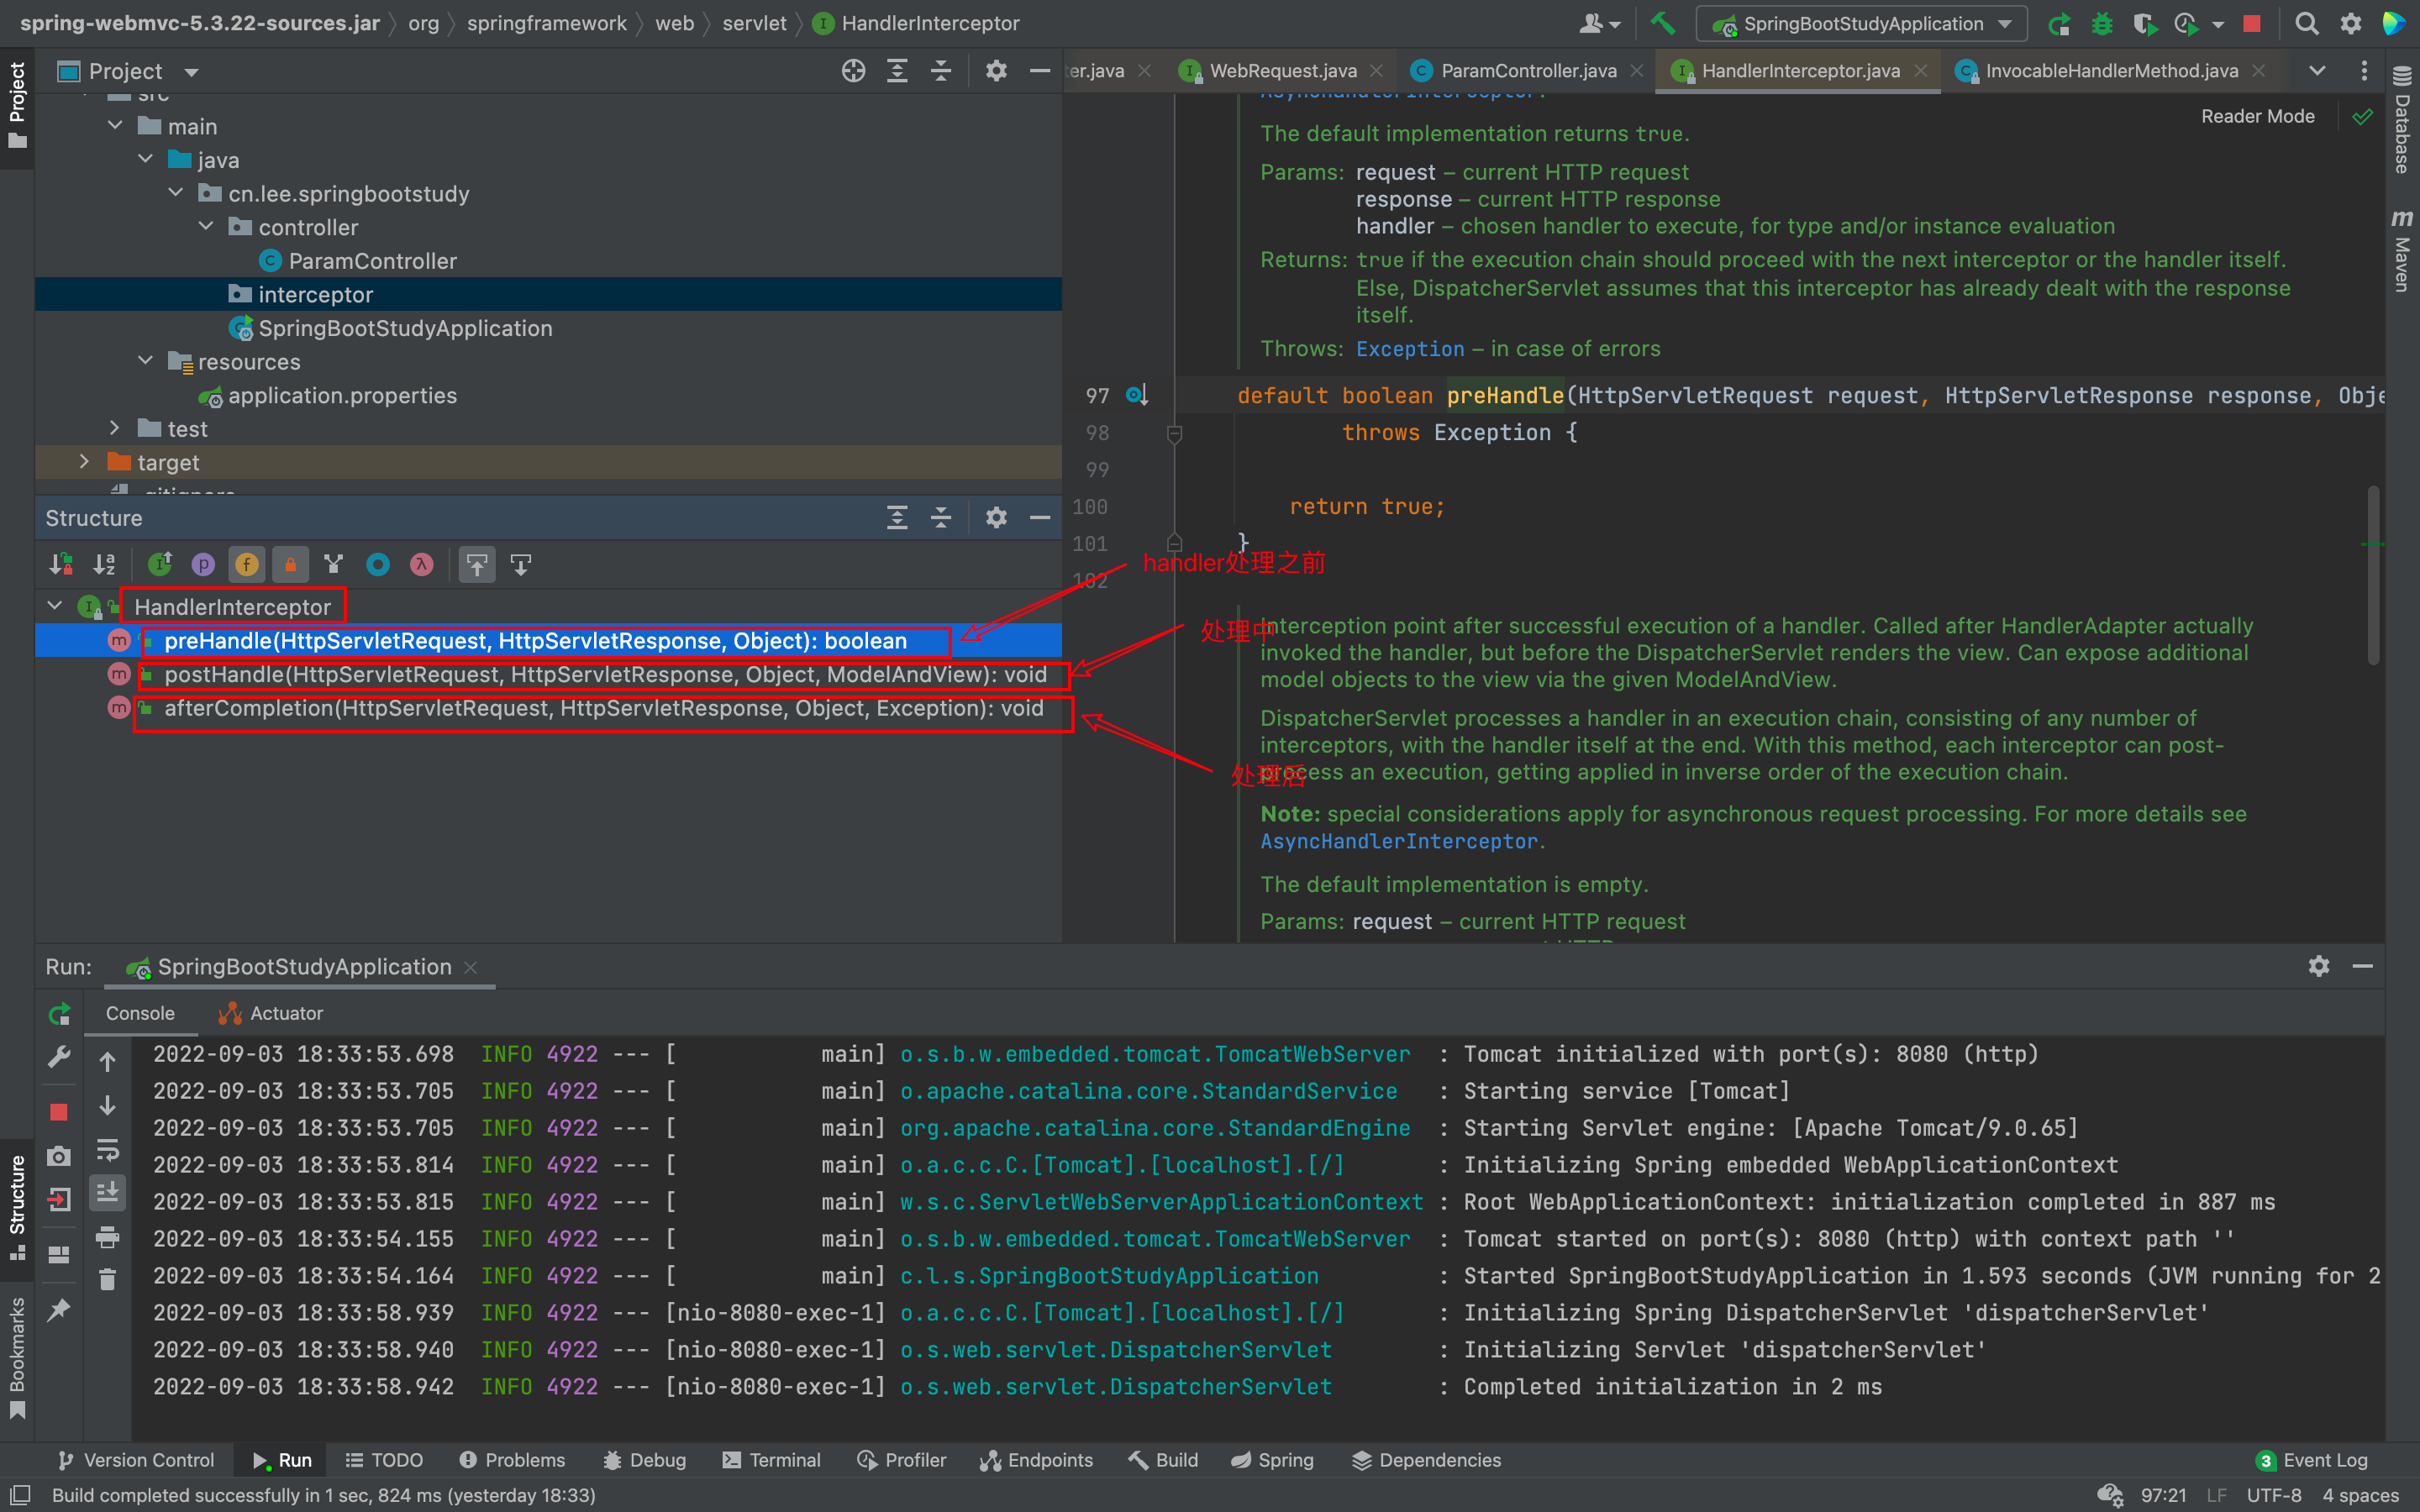 spring-webmvc-5.3.22-sources.jar org springframework web servlet HandlerInterceptor
SpringBootStudyApplication
Project
er.java WebRequest.java ParamController.java HandlerInterceptor.java InvocableHandlerMethod.java
Project
Database
Maven
Reader Mode
src
main
java
cn.lee.springbootstudy
controller
ParamController
interceptor
SpringBootStudyApplication
resources
application.properties
test
target
.gitignore
AsyncHandlerInterceptor.
The default implementation returns true.
Params: request – current HTTP request
response – current HTTP response
handler – chosen handler to execute, for type and/or instance evaluation
Returns: true if the execution chain should proceed with the next interceptor or the handler itself.
Else, DispatcherServlet assumes that this interceptor has already dealt with the response
itself.
Throws: Exception – in case of errors
97 default boolean preHandle(HttpServletRequest request, HttpServletResponse response, Obje
98 throws Exception {
99
100 return true;
101 }
102
handler处理之前
处理中
处理后
Interception point after successful execution of a handler. Called after HandlerAdapter actually
invoked the handler, but before the DispatcherServlet renders the view. Can expose additional
model objects to the view via the given ModelAndView.
DispatcherServlet processes a handler in an execution chain, consisting of any number of
interceptors, with the handler itself at the end. With this method, each interceptor can post-
process an execution, getting applied in inverse order of the execution chain.
Note: special considerations apply for asynchronous request processing. For more details see
AsyncHandlerInterceptor.
The default implementation is empty.
Params: request – current HTTP request
Structure
HandlerInterceptor
preHandle(HttpServletRequest, HttpServletResponse, Object): boolean
postHandle(HttpServletRequest, HttpServletResponse, Object, ModelAndView): void
afterCompletion(HttpServletRequest, HttpServletResponse, Object, Exception): void
Run: SpringBootStudyApplication
Console Actuator
2022-09-03 18:33:53.698 INFO 4922 --- [ main] o.s.b.w.embedded.tomcat.TomcatWebServer : Tomcat initialized with port(s): 8080 (http)
2022-09-03 18:33:53.705 INFO 4922 --- [ main] o.apache.catalina.core.StandardService : Starting service [Tomcat]
2022-09-03 18:33:53.705 INFO 4922 --- [ main] org.apache.catalina.core.StandardEngine : Starting Servlet engine: [Apache Tomcat/9.0.65]
2022-09-03 18:33:53.814 INFO 4922 --- [ main] o.a.c.c.C.[Tomcat].[localhost].[/] : Initializing Spring embedded WebApplicationContext
2022-09-03 18:33:53.815 INFO 4922 --- [ main] w.s.c.ServletWebServerApplicationContext : Root WebApplicationContext: initialization completed in 887 ms
2022-09-03 18:33:54.155 INFO 4922 --- [ main] o.s.b.w.embedded.tomcat.TomcatWebServer : Tomcat started on port(s): 8080 (http) with context path ''
2022-09-03 18:33:54.164 INFO 4922 --- [ main] c.l.s.SpringBootStudyApplication : Started SpringBootStudyApplication in 1.593 seconds (JVM running for 2
2022-09-03 18:33:58.939 INFO 4922 --- [nio-8080-exec-1] o.a.c.c.C.[Tomcat].[localhost].[/] : Initializing Spring DispatcherServlet 'dispatcherServlet'
2022-09-03 18:33:58.940 INFO 4922 --- [nio-8080-exec-1] o.s.web.servlet.DispatcherServlet : Initializing Servlet 'dispatcherServlet'
2022-09-03 18:33:58.942 INFO 4922 --- [nio-8080-exec-1] o.s.web.servlet.DispatcherServlet : Completed initialization in 2 ms
Structure
Bookmarks
Version Control Run TODO Problems Debug Terminal Profiler Endpoints Build Spring Dependencies 3 Event Log
Build completed successfully in 1 sec, 824 ms (yesterday 18:33) 97:21 LF UTF-8 4 spaces